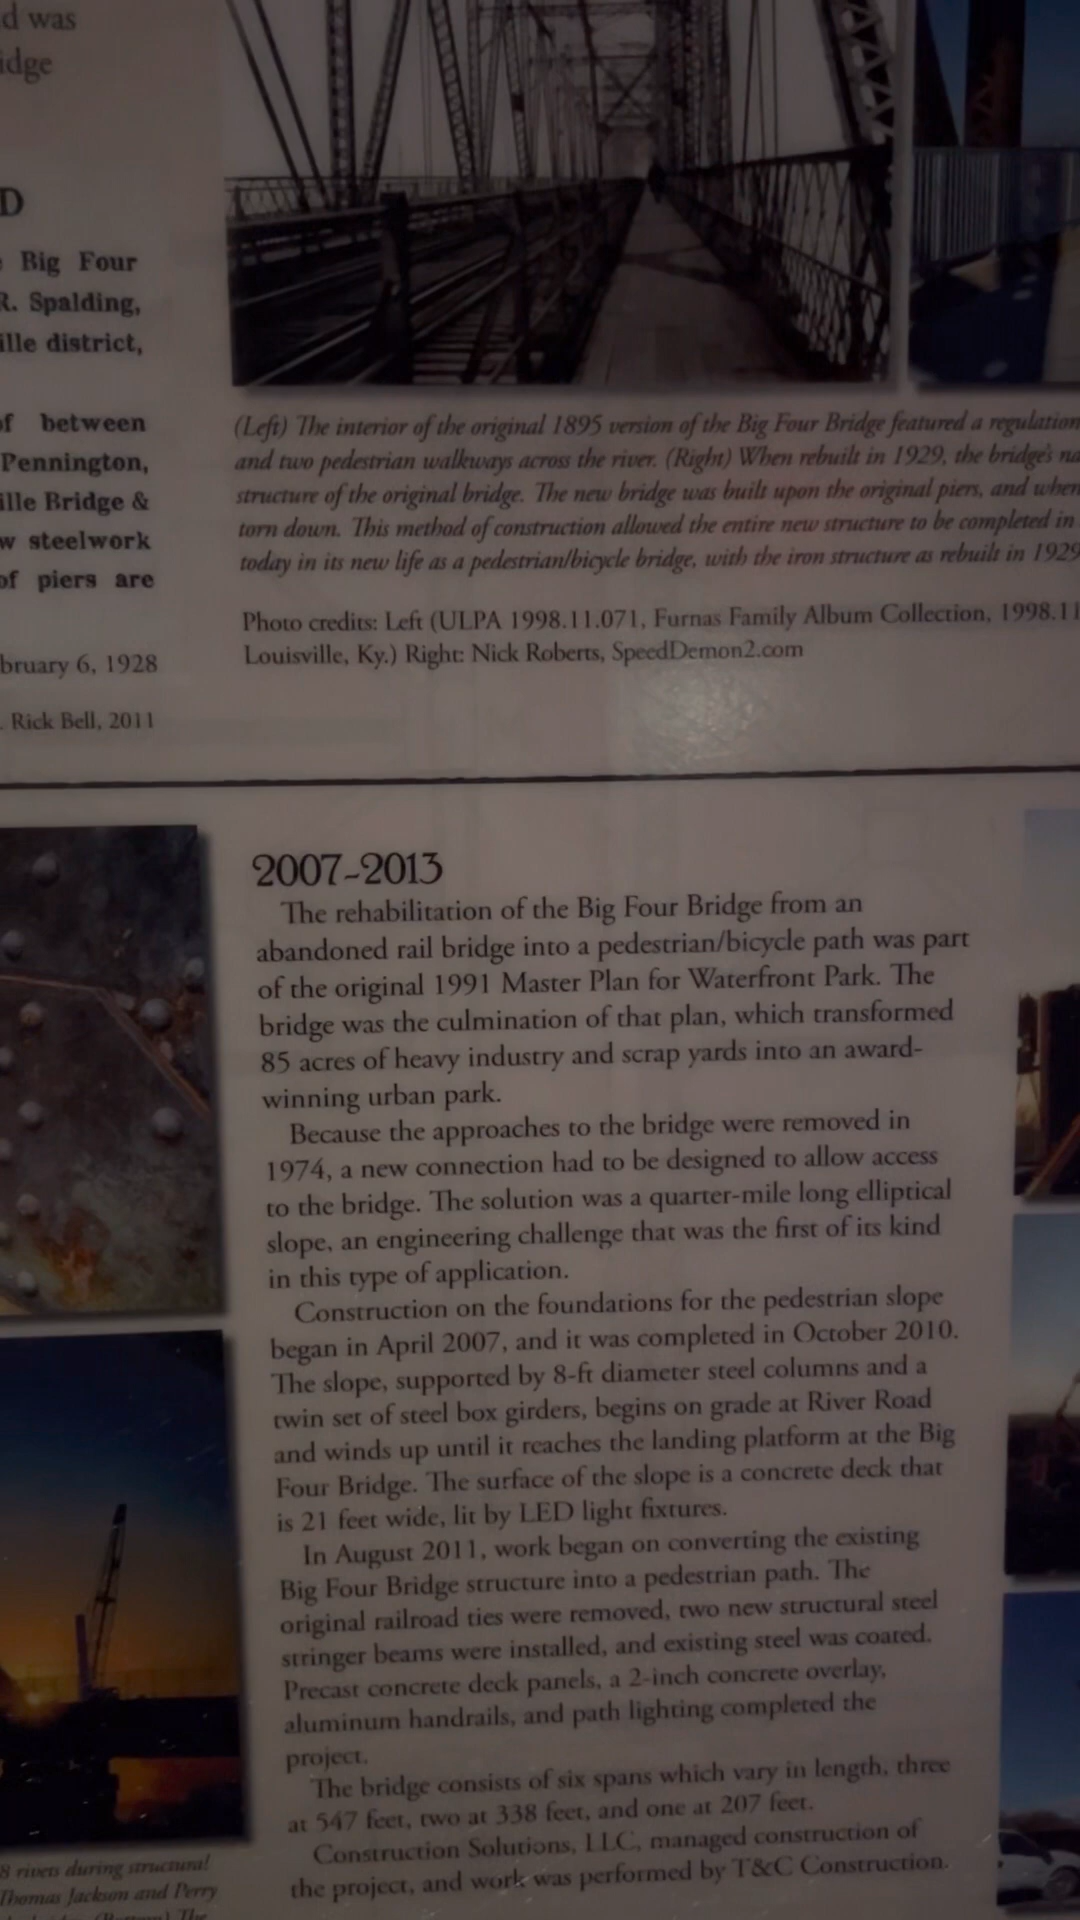 d was
idge
D
Big Four
R. Spalding,
ille district,
of between
Pennington,
ille Bridge &
w steelwork
of piers are
bruary 6, 1928
Rick Bell, 2011
(Left) The interior of the original 1895 version of the Big Four Bridge featured a regulation
and two pedestrian walkways across the river. (Right) When rebuilt in 1929, the bridge's na
structure of the original bridge. The new bridge was built upon the original piers, and when
torn down. This method of construction allowed the entire new structure to be completed in
today in its new life as a pedestrian/bicycle bridge, with the iron structure as rebuilt in 1929
Photo credits: Left (ULPA 1998.11.071, Furnas Family Album Collection, 1998.11
Louisville, Ky.) Right: Nick Roberts, SpeedDemon2.com
2007-2013
The rehabilitation of the Big Four Bridge from an
abandoned rail bridge into a pedestrian/bicycle path was part
of the original 1991 Master Plan for Waterfront Park. The
bridge was the culmination of that plan, which transformed
85 acres of heavy industry and scrap yards into an award-
winning urban park.
Because the approaches to the bridge were removed in
1974, a new connection had to be designed to allow access
to the bridge. The solution was a quarter-mile long elliptical
slope, an engineering challenge that was the first of its kind
in this type of application.
Construction on the foundations for the pedestrian slope
began in April 2007, and it was completed in October 2010.
The slope, supported by 8-ft diameter steel columns and a
twin set of steel box girders, begins on grade at River Road
and winds up until it reaches the landing platform at the Big
Four Bridge. The surface of the slope is a concrete deck that
is 21 feet wide, lit by LED light fixtures.
In August 2011, work began on converting the existing
Big Four Bridge structure into a pedestrian path. The
original railroad ties were removed, two new structural steel
stringer beams were installed, and existing steel was coated.
Precast concrete deck panels, a 2-inch concrete overlay,
aluminum handrails, and path lighting completed the
project.
The bridge consists of six spans which vary in length, three
at 547 feet, two at 338 feet, and one at 207 feet.
Construction Solutions, LLC, managed construction of
the project, and work was performed by T&C Construction.
8 rivets during structural
Thomas Jackson and Perry
(Bottom) The